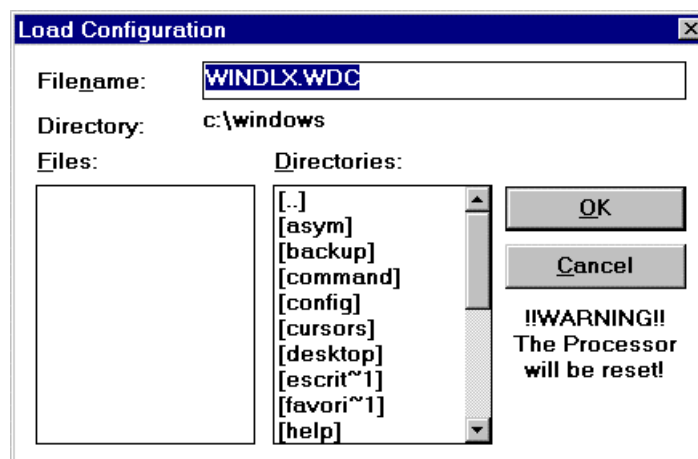 Load Configuration
Filename: WINDLX.WDC
Directory: c:\windows
Files: Directories:
[..]
[asym]
[backup]
[command]
[config]
[cursors]
[desktop]
[escrit~1]
[favori~1]
[help]
OK
Cancel
!!WARNING!!
The Processor
will be reset!